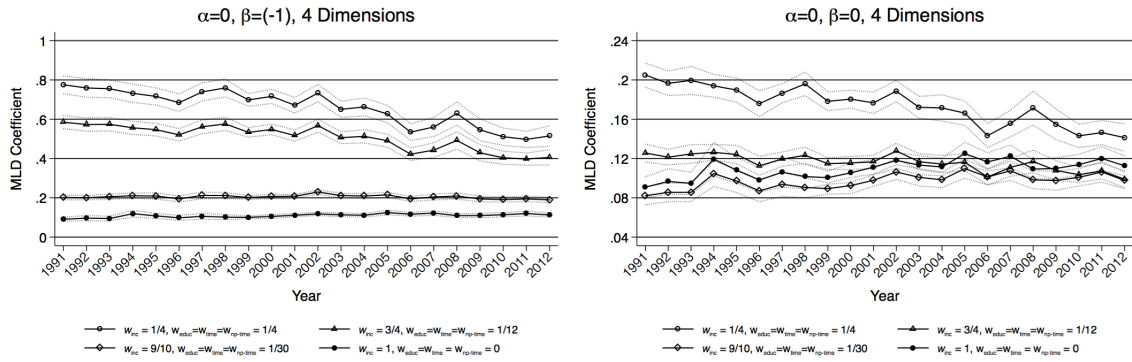 α=0, β=(-1), 4 Dimensions
MLD Coefficient
1
.8
.6
.4
.2
0
1991 1992 1993 1994 1995 1996 1997 1998 1999 2000 2001 2002 2003 2004 2005 2006 2007 2008 2009 2010 2011 2012
Year
w_inc = 1/4, w_educ=w_time=w_np-time = 1/4
w_inc = 3/4, w_educ=w_time=w_np-time = 1/12
w_inc = 9/10, w_educ=w_time=w_np-time = 1/30
w_inc = 1, w_educ=w_time = w_np-time = 0
α=0, β=0, 4 Dimensions
MLD Coefficient
.24
.2
.16
.12
.08
.04
1991 1992 1993 1994 1995 1996 1997 1998 1999 2000 2001 2002 2003 2004 2005 2006 2007 2008 2009 2010 2011 2012
Year
w_inc = 1/4, w_educ=w_time=w_np-time = 1/4
w_inc = 3/4, w_educ=w_time=w_np-time = 1/12
w_inc = 9/10, w_educ=w_time=w_np-time = 1/30
w_inc = 1, w_educ=w_time = w_np-time = 0